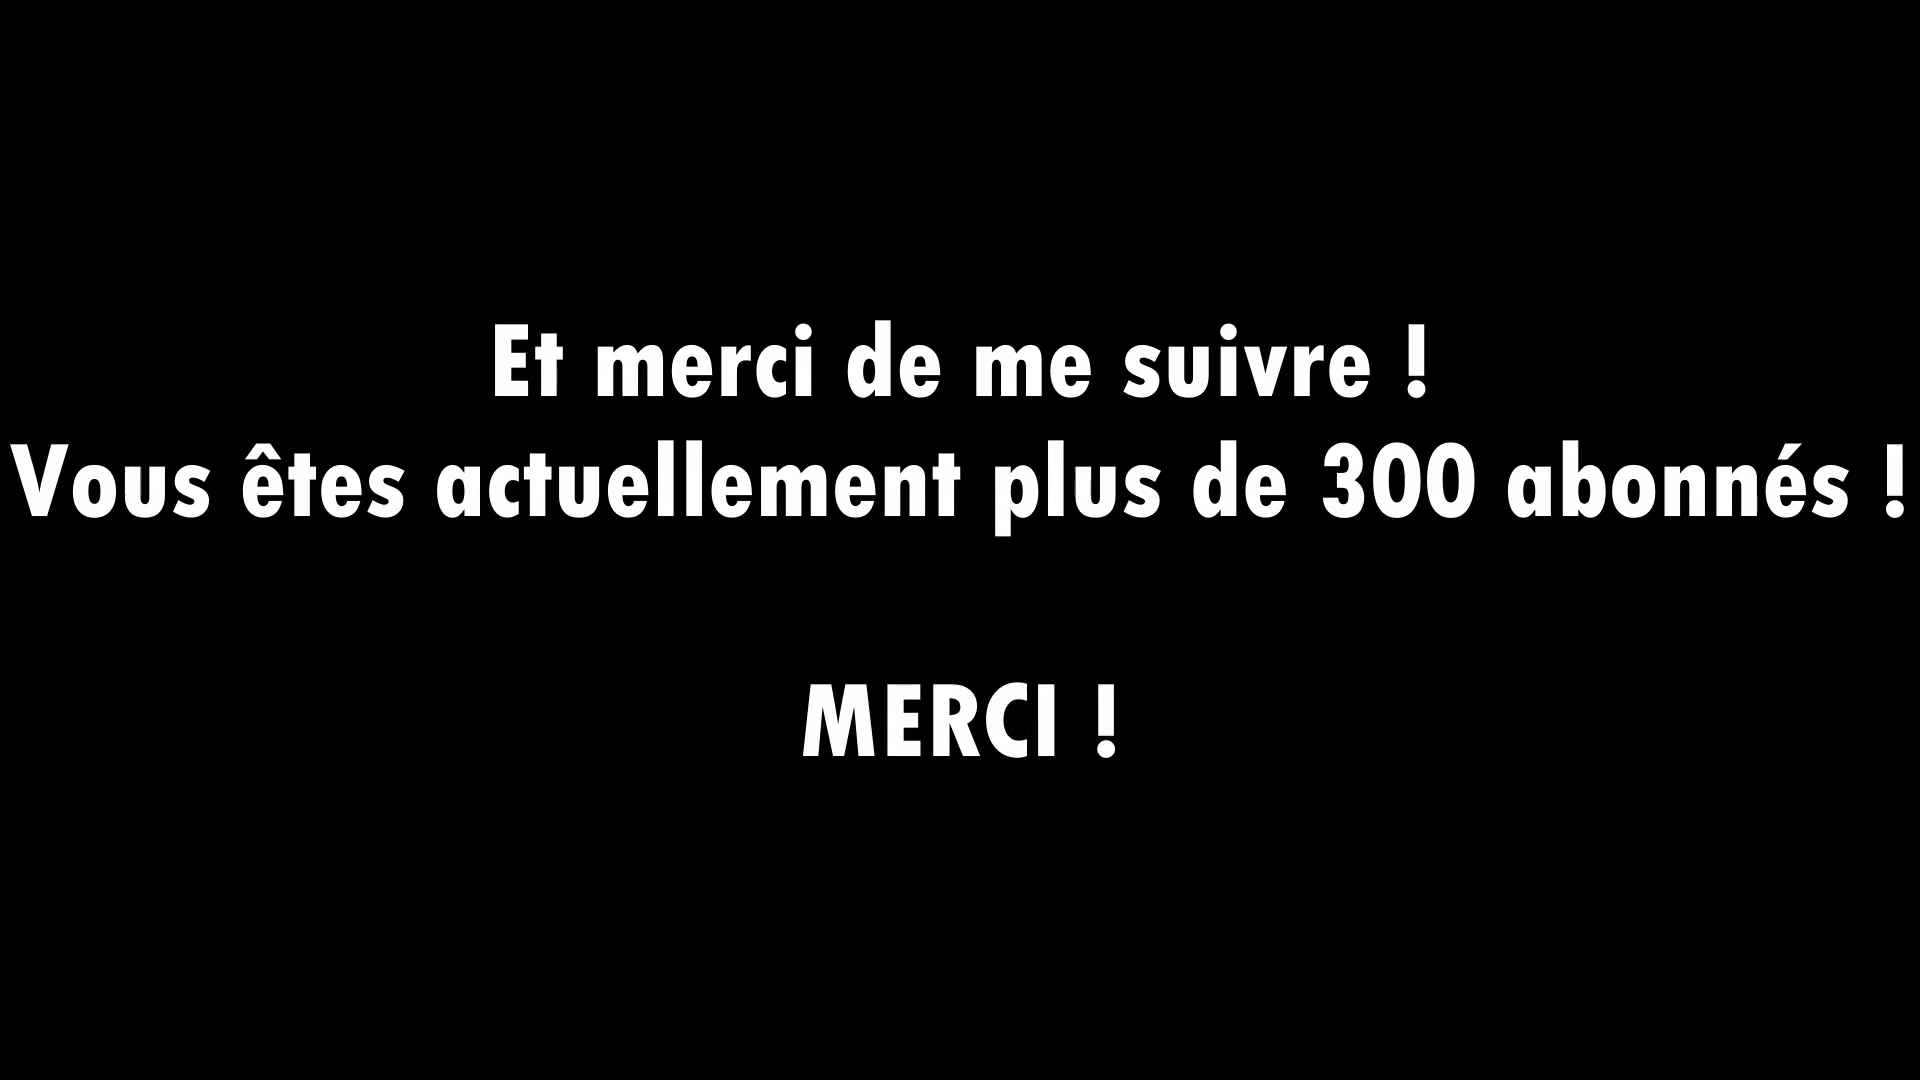 Et merci de me suivre !
Vous êtes actuellement plus de 300 abonnés !
MERCI !